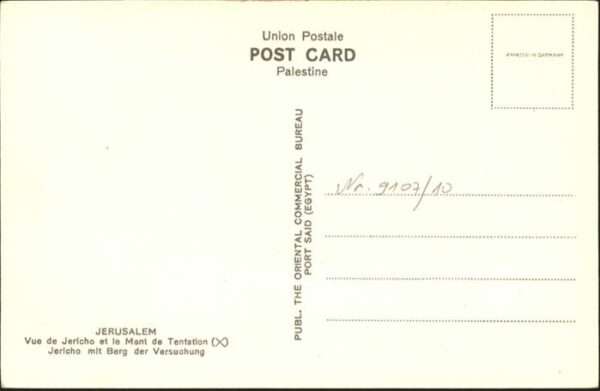 Union Postale
POST CARD
Palestine
PRINTED IN GERMANY
PUBL. THE ORIENTAL COMMERCIAL BUREAU
PORT SAID (EGYPT)
Nr. 9107/10
JERUSALEM
Vue de Jericho et le Mant de Tentation (X)
Jericho mit Berg der Versuchung